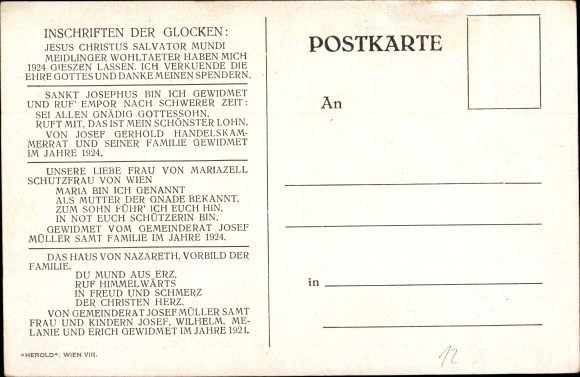 INSCHRIFTEN DER GLOCKEN:
JESUS CHRISTUS SALVATOR MUNDI
MEIDLINGER WOHLTAETER HABEN MICH
1924 GIESZEN LASSEN. ICH VERKUENDE DIE
EHRE GOTTES UND DANKE MEINEN SPENDERN.
SANKT JOSEPHUS BIN ICH GEWIDMET
UND RUF' EMPOR NACH SCHWERER ZEIT:
SEI ALLEN GNÄDIG GOTTESSOHN,
RUFT MIT, DAS IST MEIN SCHÖNSTER LOHN.
VON JOSEF GERHOLD HANDELSKAM-
MERRAT UND SEINER FAMILIE GEWIDMET
IM JAHRE 1924.
UNSERE LIEBE FRAU VON MARIAZELL
SCHUTZFRAU VON WIEN
MARIA BIN ICH GENANNT
ALS MUTTER DER GNADE BEKANNT,
ZUM SOHN FÜHR' ICH EUCH HIN,
IN NOT EUCH SCHÜTZERIN BIN.
GEWIDMET VOM GEMEINDERAT JOSEF
MÜLLER SAMT FAMILIE IM JAHRE 1924.
DAS HAUS VON NAZARETH, VORBILD DER
FAMILIE.
DU MUND AUS ERZ,
RUF HIMMELWÄRTS
IN FREUD UND SCHMERZ
DER CHRISTEN HERZ.
VON GEMEINDERAT JOSEF MÜLLER SAMT
FRAU UND KINDERN JOSEF, WILHELM, ME-
LANIE UND ERICH GEWIDMET IM JAHRE 1924.
«HEROLD», WIEN VIII.
POSTKARTE
An
in
12